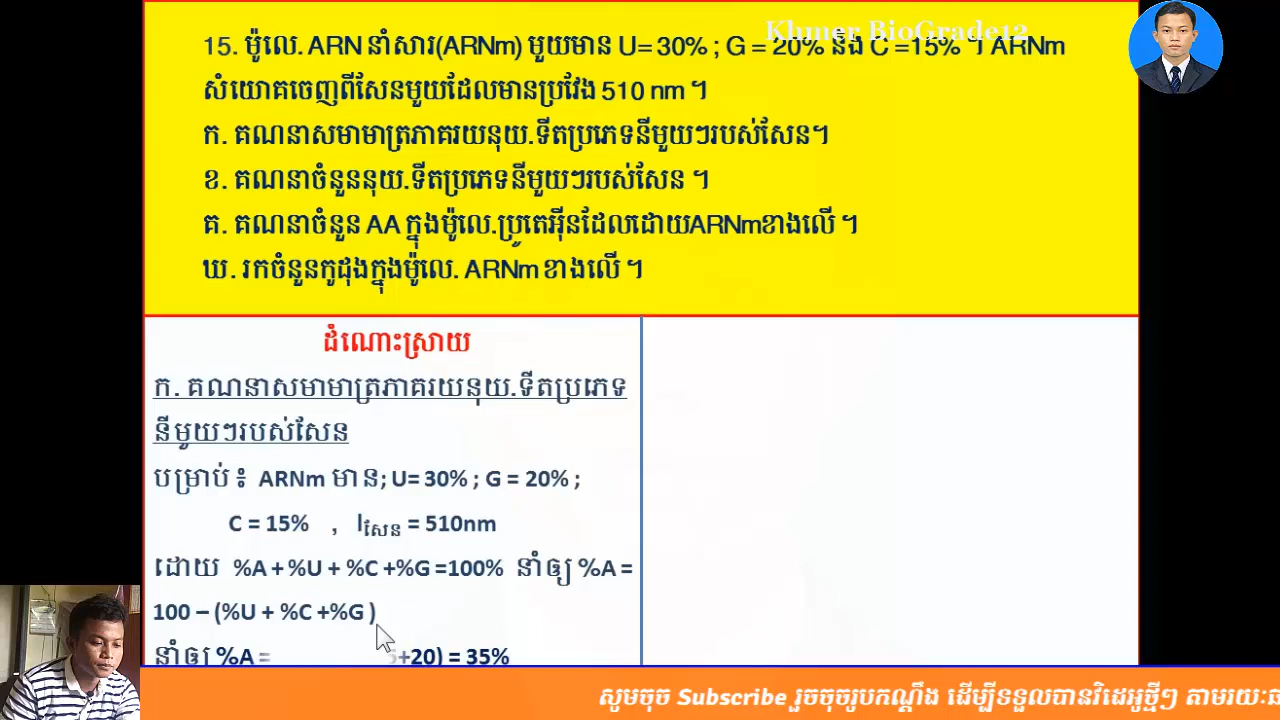 Khmer BioGrade12
15. ម៉ូលេ. ARN នាំសារ(ARNm) មួយមាន U= 30% ; G = 20% និង C =15% ។ ARNm
សំយោគចេញពីសែនមួយដែលមានប្រវែង 510 nm ។
ក. គណនាសមាមាត្រភាគរយនុយ.ទីតប្រភេទនីមួយៗរបស់សែន។
ខ. គណនាចំនួននុយ.ទីតប្រភេទនីមួយៗរបស់សែន ។
គ. គណនាចំនួន AA ក្នុងម៉ូលេ.ប្រូតេអ៊ីនដែលដោយARNmខាងលើ ។
ឃ. រកចំនួនកូដុងក្នុងម៉ូលេ. ARNm ខាងលើ ។
ដំណោះស្រាយ
ក. គណនាសមាមាត្រភាគរយនុយ.ទីតប្រភេទ
នីមួយៗរបស់សែន
បម្រាប់ ៖ ARNm មាន; U= 30% ; G = 20% ;
C = 15% , lសែន = 510nm
ដោយ %A + %U + %C +%G =100% នាំឲ្យ %A =
100 – (%U + %C +%G )
នាំឲ្យ %A = 5+20) = 35%
សូមចុច Subscribe រួចចុចរូបកណ្ដឹង ដើម្បីទទួលបានវិដេអូថ្មីៗ តាមរយៈឆ